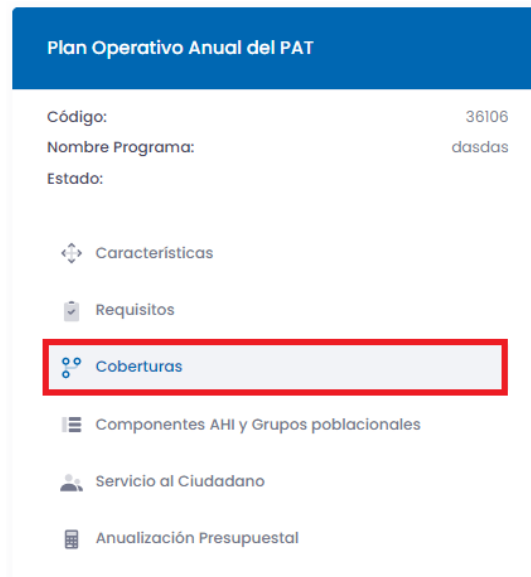 Plan Operativo Anual del PAT
Código: 36106
Nombre Programa: dasdas
Estado:
Características
Requisitos
Coberturas
Componentes AHI y Grupos poblacionales
Servicio al Ciudadano
Anualización Presupuestal